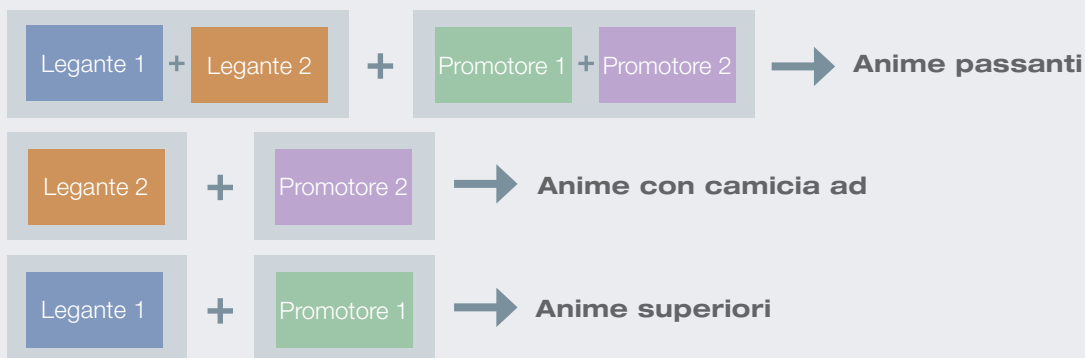 Legante 1 + Legante 2 + Promotore 1 + Promotore 2 Anime passanti
Legante 2 + Promotore 2 Anime con camicia ad
Legante 1 + Promotore 1 Anime superiori